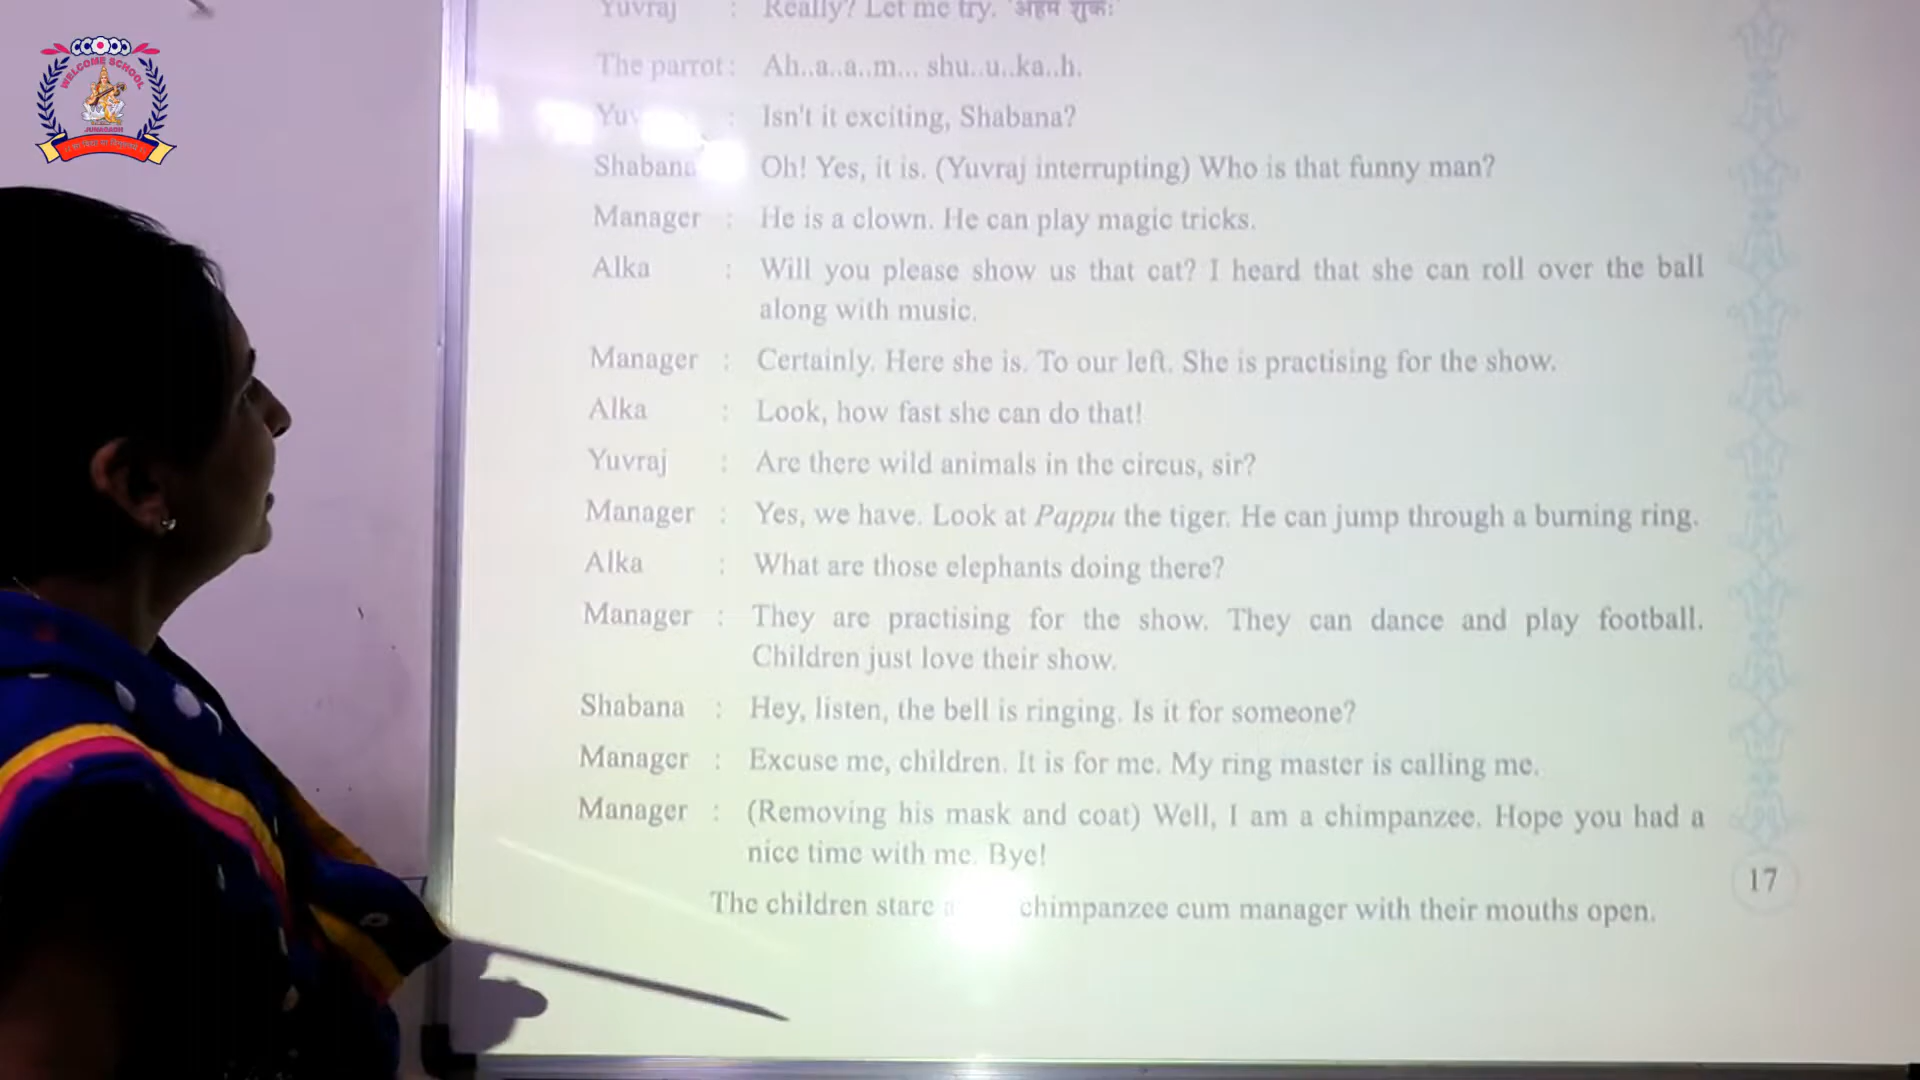 WELCOME SCHOOL
JUNAGADH
Yuvraj : Really? Let me try. 'अहम् शुकः'
The parrot : Ah..a..a..m... shu..u..ka..h.
Yuv : Isn't it exciting, Shabana?
Shabana Oh! Yes, it is. (Yuvraj interrupting) Who is that funny man?
Manager : He is a clown. He can play magic tricks.
Alka : Will you please show us that cat? I heard that she can roll over the ball
along with music.
Manager : Certainly. Here she is. To our left. She is practising for the show.
Alka : Look, how fast she can do that!
Yuvraj : Are there wild animals in the circus, sir?
Manager : Yes, we have. Look at Pappu the tiger. He can jump through a burning ring.
Alka : What are those elephants doing there?
Manager : They are practising for the show. They can dance and play football.
Children just love their show.
Shabana : Hey, listen, the bell is ringing. Is it for someone?
Manager : Excuse me, children. It is for me. My ring master is calling me.
Manager : (Removing his mask and coat) Well, I am a chimpanzee. Hope you had a
nice time with me. Bye!
The children stare chimpanzee cum manager with their mouths open.
17